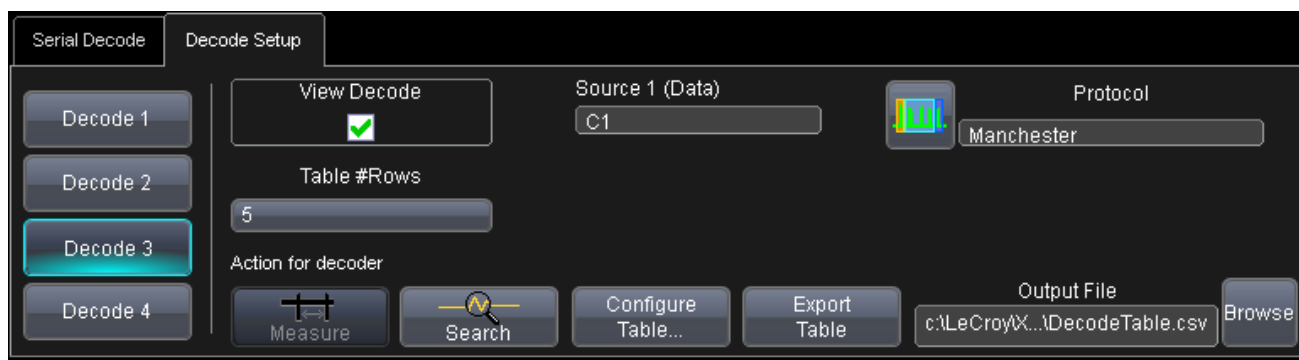 Serial Decode
Decode Setup
Decode 1
Decode 2
Decode 3
Decode 4
View Decode
Source 1 (Data)
C1
Protocol
Manchester
Table #Rows
5
Action for decoder
Measure
Search
Configure
Table...
Export
Table
Output File
c:\LeCroy\X...\DecodeTable.csv
Browse